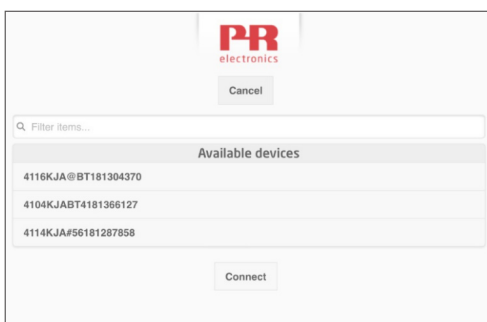 PR
electronics
Cancel
Filter items...
Available devices
4116KJA@BT181304370
4104KJABT4181366127
4114KJA#56181287858
Connect